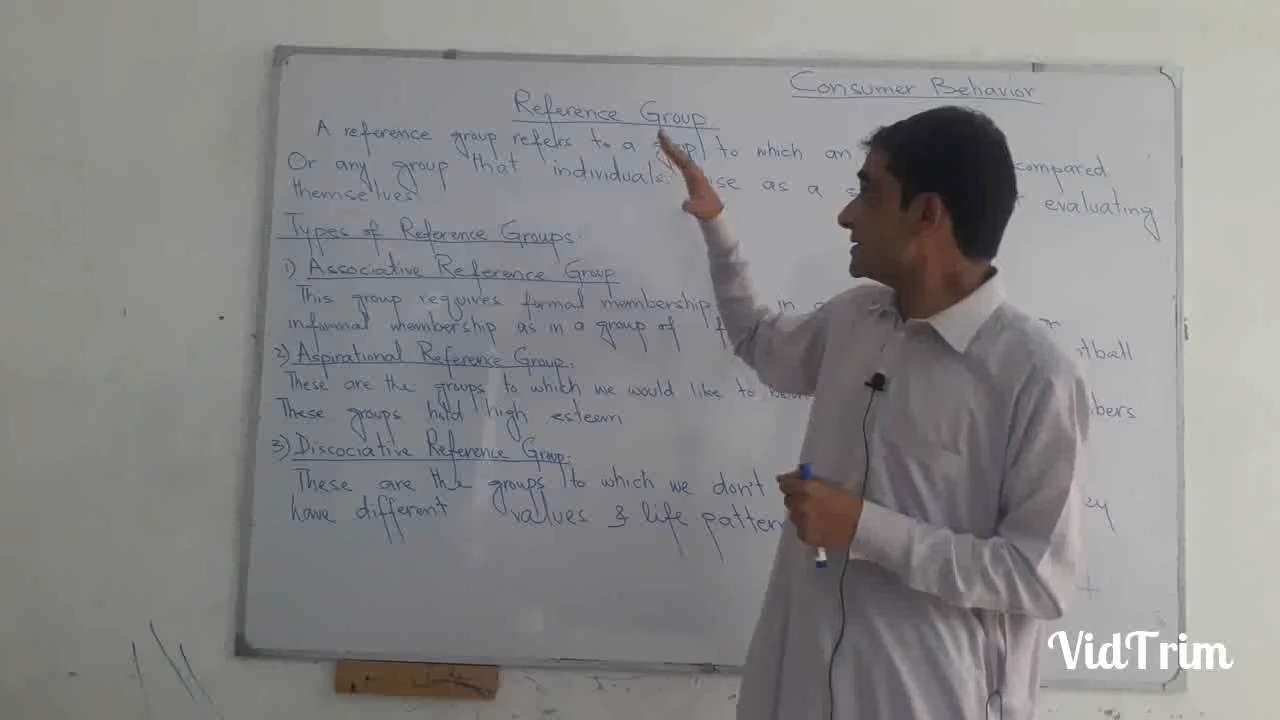 Consumer Behavior
Reference Group
A reference group refers to a group to which an compared
Or any group that individuals use as a evaluating
themselves.
Types of Reference Groups.
1) Associative Reference Group
This group requires formal membership in
informal membership as in a group of football
2) Aspirational Reference Group.
These are the groups to which we would like to
These groups hold high esteem
3) Dissociative Reference Group.
These are the groups to which we don't
have different values & life pattern
VidTrim